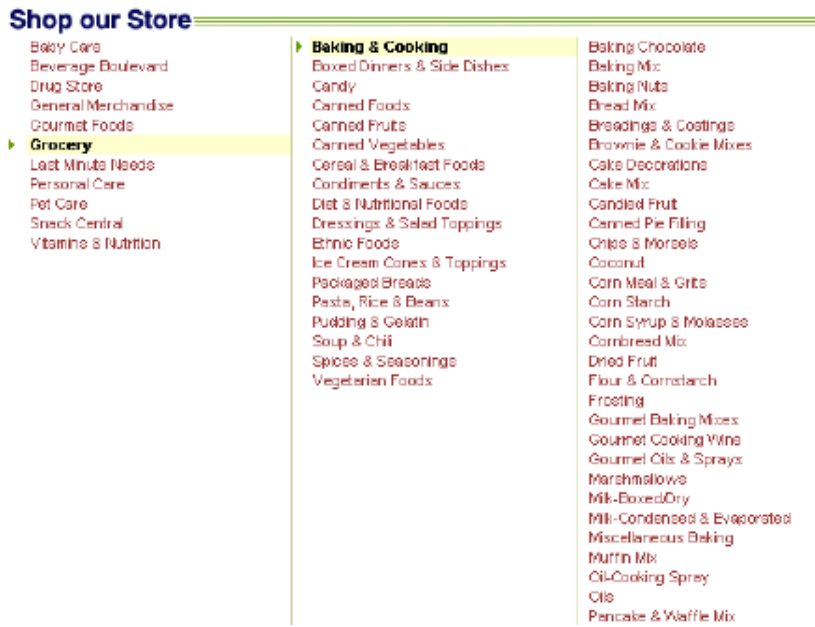 Shop our Store
Baby Care
Beverage Boulevard
Drug Store
General Merchandise
Gourmet Foods
Grocery
Last Minute Needs
Personal Care
Pet Care
Snack Central
Vitamins & Nutrition
Baking & Cooking
Boxed Dinners & Side Dishes
Candy
Canned Foods
Canned Fruits
Canned Vegetables
Cereal & Breakfast Foods
Condiments & Sauces
Diet & Nutritional Foods
Dressings & Salad Toppings
Ethnic Foods
Ice Cream Cones & Toppings
Packaged Breads
Pasta, Rice & Beans
Pudding & Gelatin
Soup & Chili
Spices & Seasonings
Vegetarian Foods
Baking Chocolate
Baking Mix
Baking Nuts
Bread Mix
Breadings & Coatings
Brownie & Cookie Mixes
Cake Decorations
Cake Mix
Candied Fruit
Canned Pie Filling
Chips & Morsels
Coconut
Corn Meal & Grits
Corn Starch
Corn Syrup & Molasses
Cornbread Mix
Dried Fruit
Flour & Cornstarch
Frosting
Gourmet Baking Mixes
Gourmet Cooking Wine
Gourmet Oils & Sprays
Marshmallows
Milk-Boxed/Dry
Milk-Condensed & Evaporated
Miscellaneous Baking
Muffin Mix
Oil-Cooking Spray
Oils
Pancake & Waffle Mix